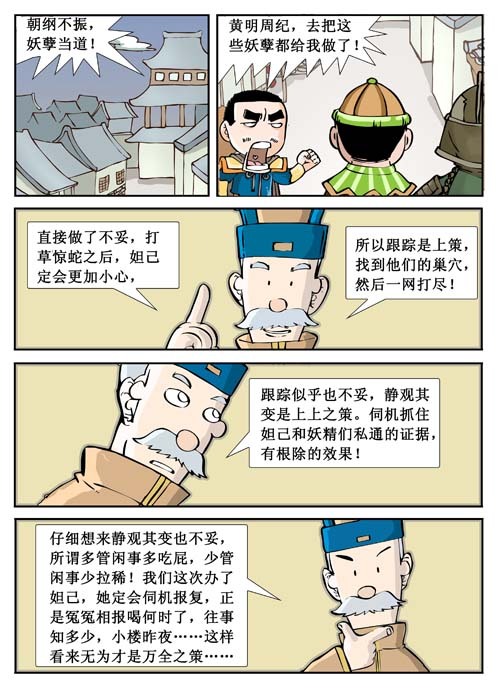 朝纲不振，
妖孽当道！
黄明周纪，去把这
些妖孽都给我做了！
直接做了不妥，打
草惊蛇之后，妲己
定会更加小心，
所以跟踪是上策，
找到他们的巢穴，
然后一网打尽！
跟踪似乎也不妥，静观其
变是上上之策。伺机抓住
妲己和妖精们私通的证据，
有根除的效果！
仔细想来静观其变也不妥，
所谓多管闲事多吃屁，少管
闲事少拉稀！我们这次办了
妲己，她定会伺机报复，正
是冤冤相报喝何时了，往事
知多少，小楼昨夜……这样
看来无为才是万全之策……